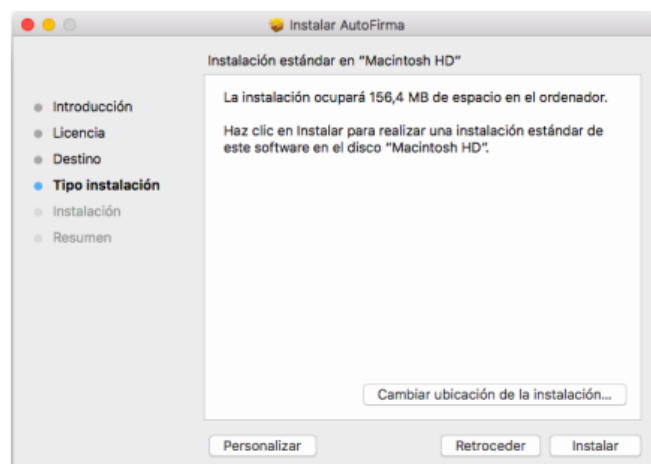 Instalar AutoFirma
Instalación estándar en "Macintosh HD"
Introducción
Licencia
Destino
Tipo instalación
Instalación
Resumen
La instalación ocupará 156,4 MB de espacio en el ordenador.
Haz clic en Instalar para realizar una instalación estándar de
este software en el disco "Macintosh HD".
Cambiar ubicación de la instalación...
Personalizar
Retroceder
Instalar